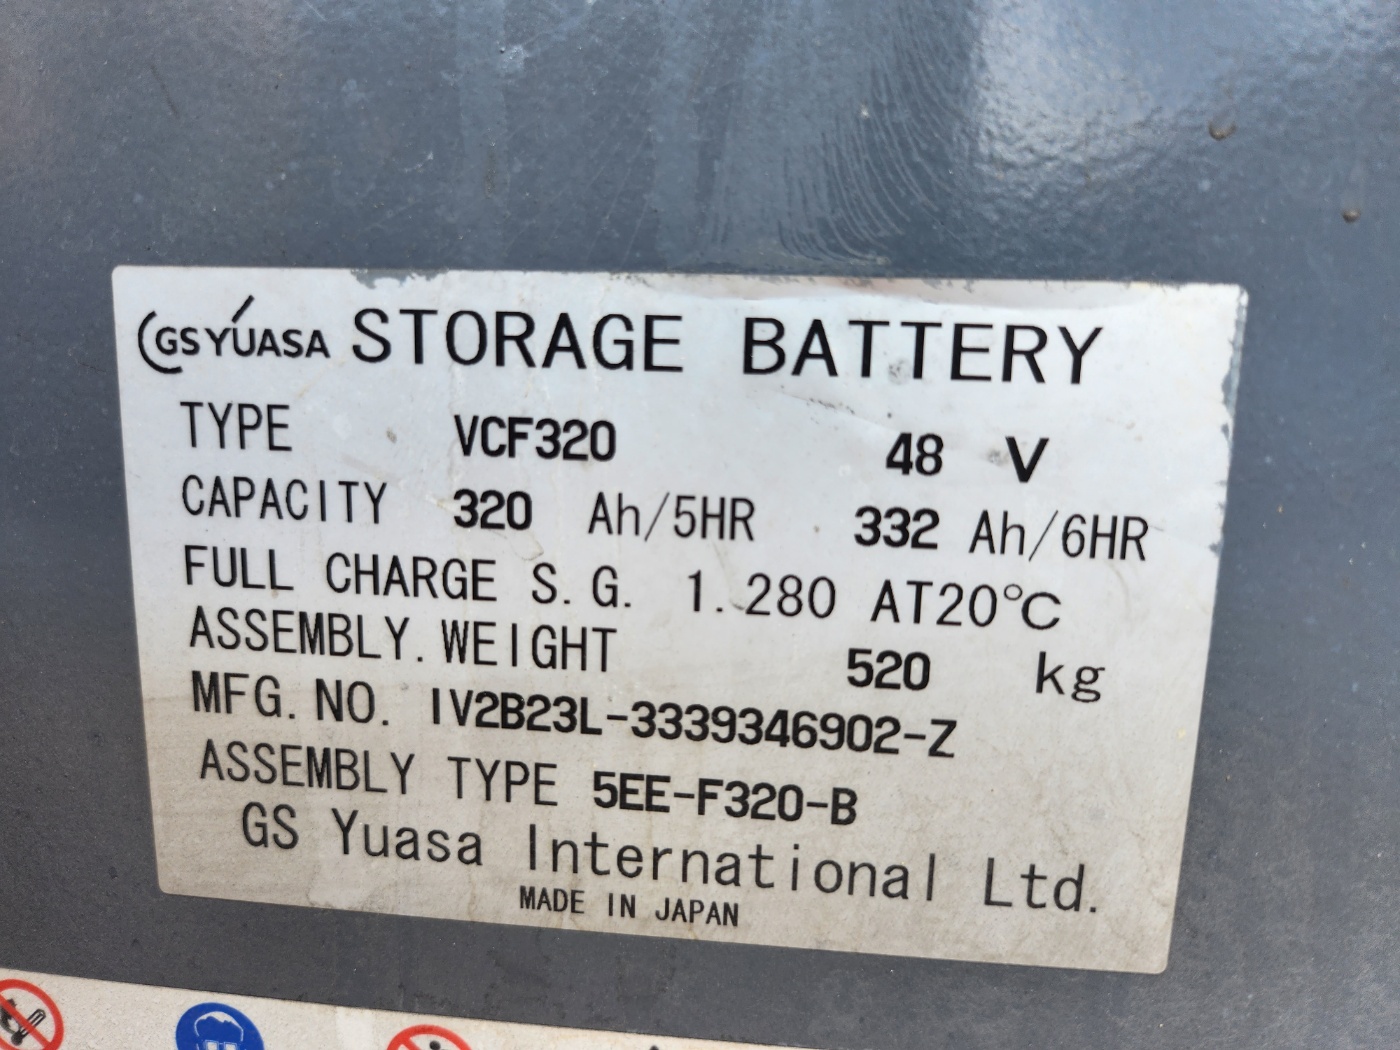 GS YUASA STORAGE BATTERY
TYPE VCF320 48 V
CAPACITY 320 Ah/5HR 332 Ah/6HR
FULL CHARGE S.G. 1.280 AT20℃
ASSEMBLY.WEIGHT 520 kg
MFG.NO. IV2B23L-3339346902-Z
ASSEMBLY TYPE 5EE-F320-B
GS Yuasa International Ltd.
MADE IN JAPAN